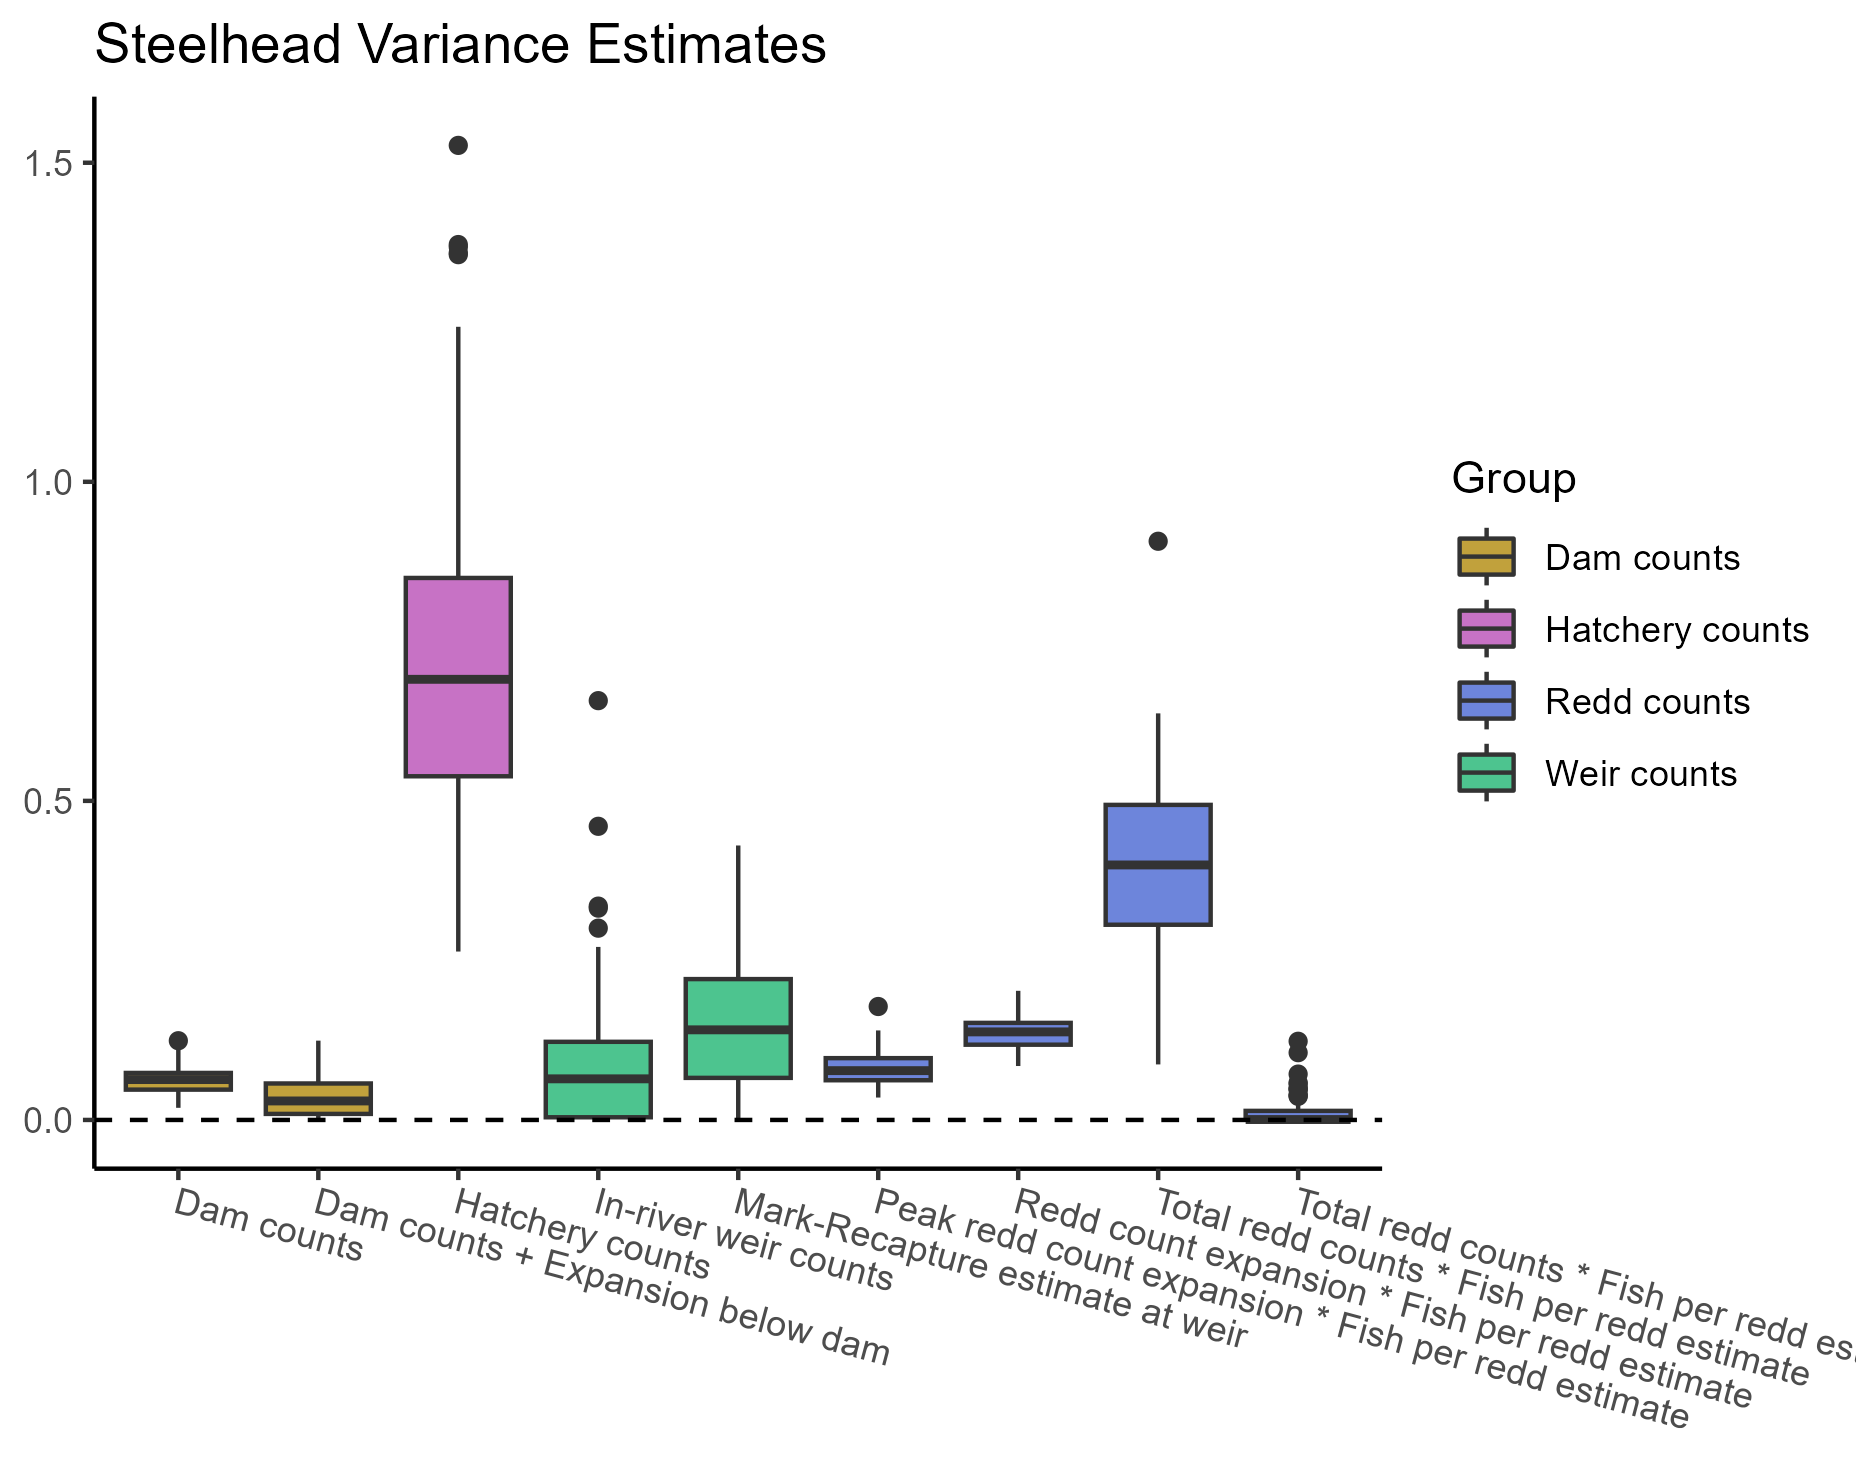 Steelhead Variance Estimates
1.5
1.0
0.5
0.0
Dam counts
Dam counts + Expansion below dam
Hatchery counts
In-river weir counts
Mark-Recapture estimate at weir
Peak redd count expansion * Fish per redd estimate
Redd count expansion * Fish per redd estimate
Total redd counts * Fish per redd estimate
Total redd counts * Fish per redd
Group
Dam counts
Hatchery counts
Redd counts
Weir counts